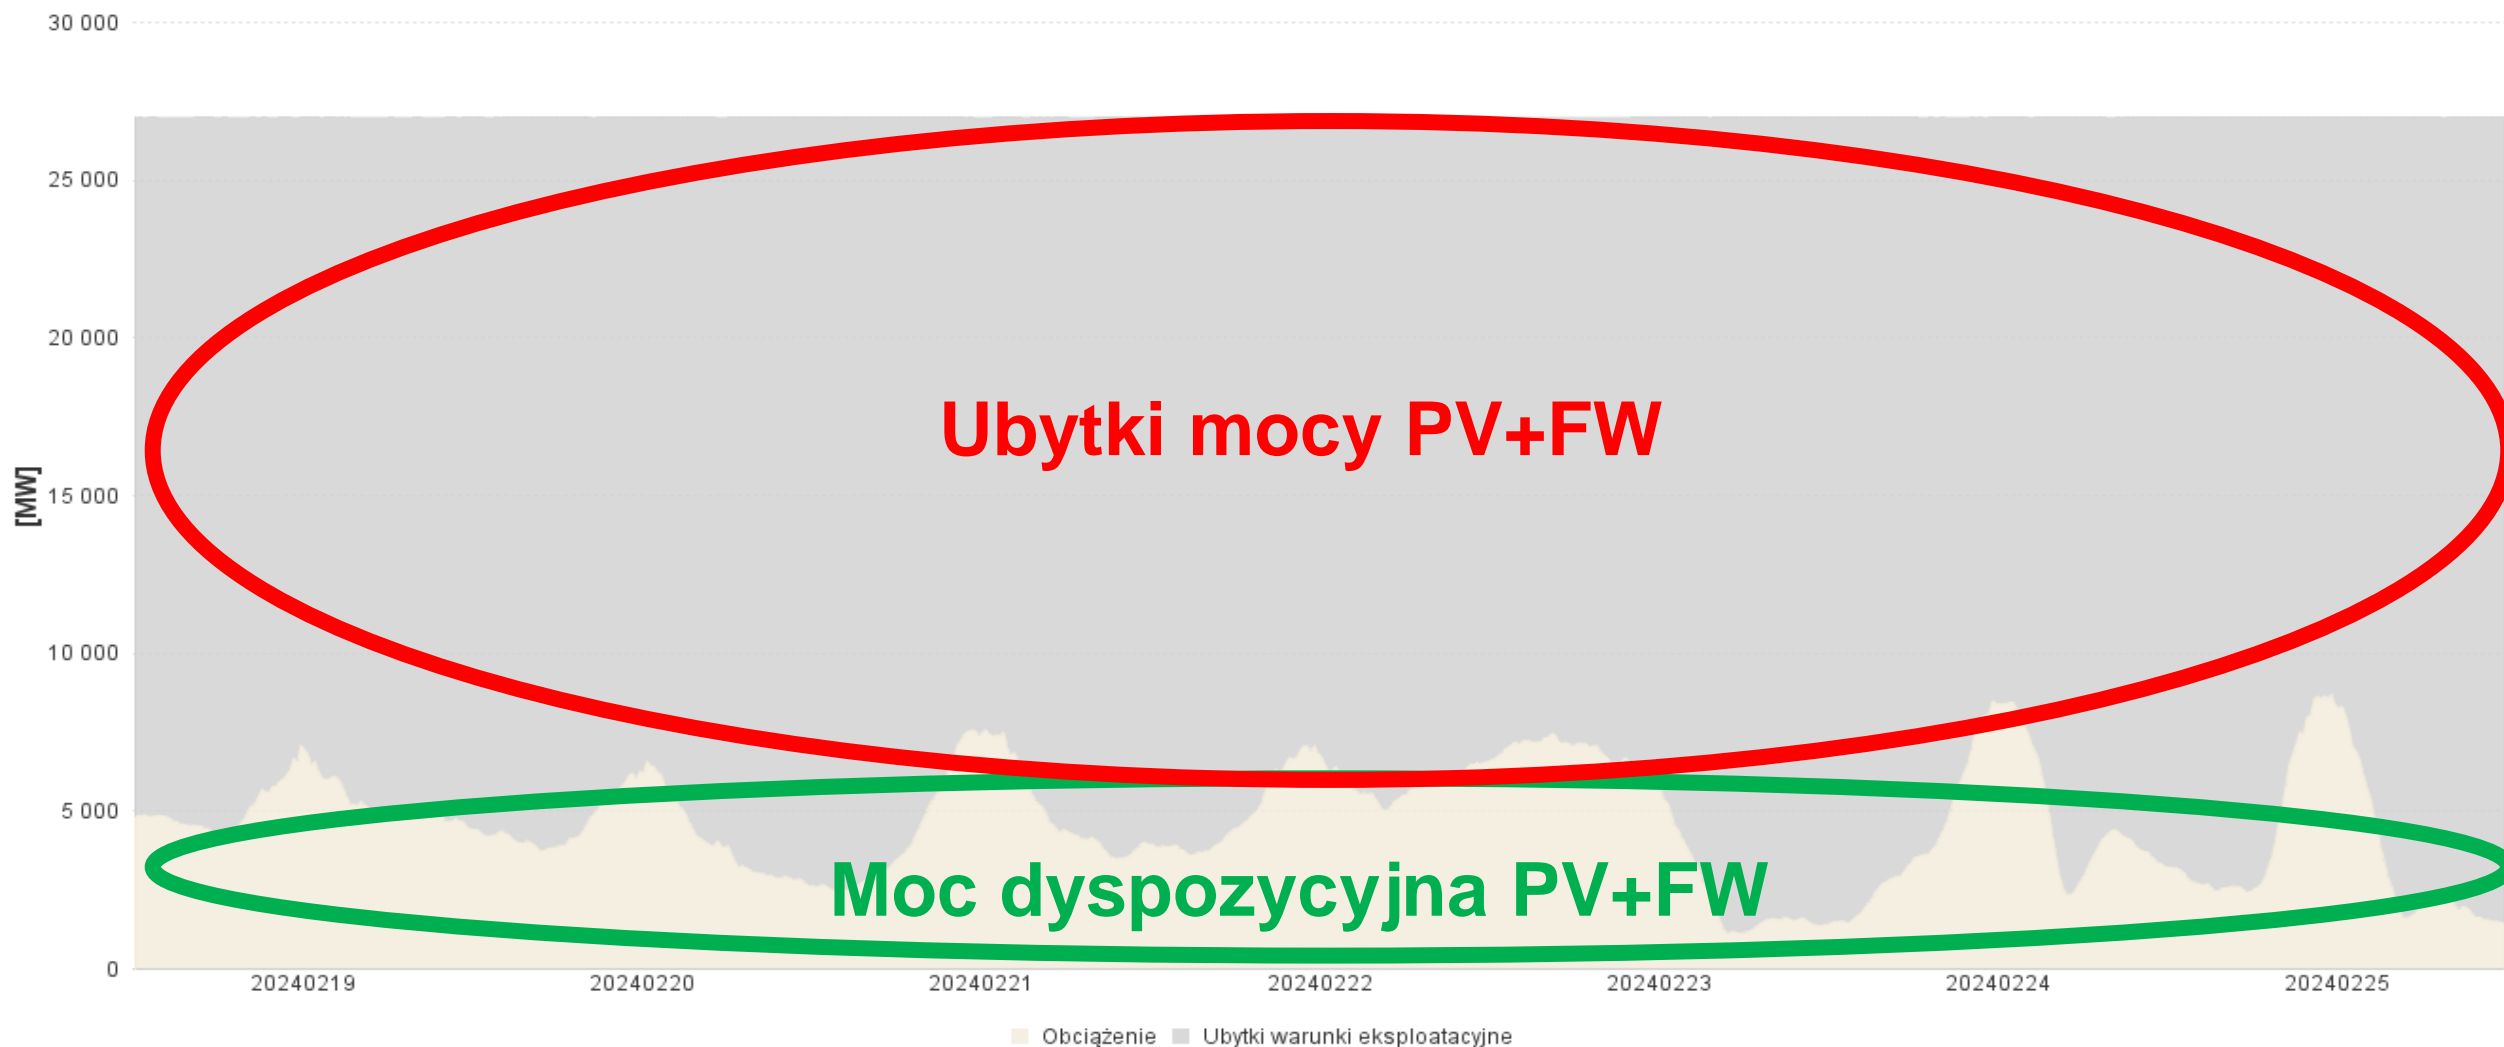 30 000
25 000
20 000
15 000
10 000
5 000
0
[MW]
Ubytki mocy PV+FW
Moc dyspozycyjna PV+FW
20240219 20240220 20240221 20240222 20240223 20240224 20240225
Obciążenie Ubytki warunki eksploatacyjne